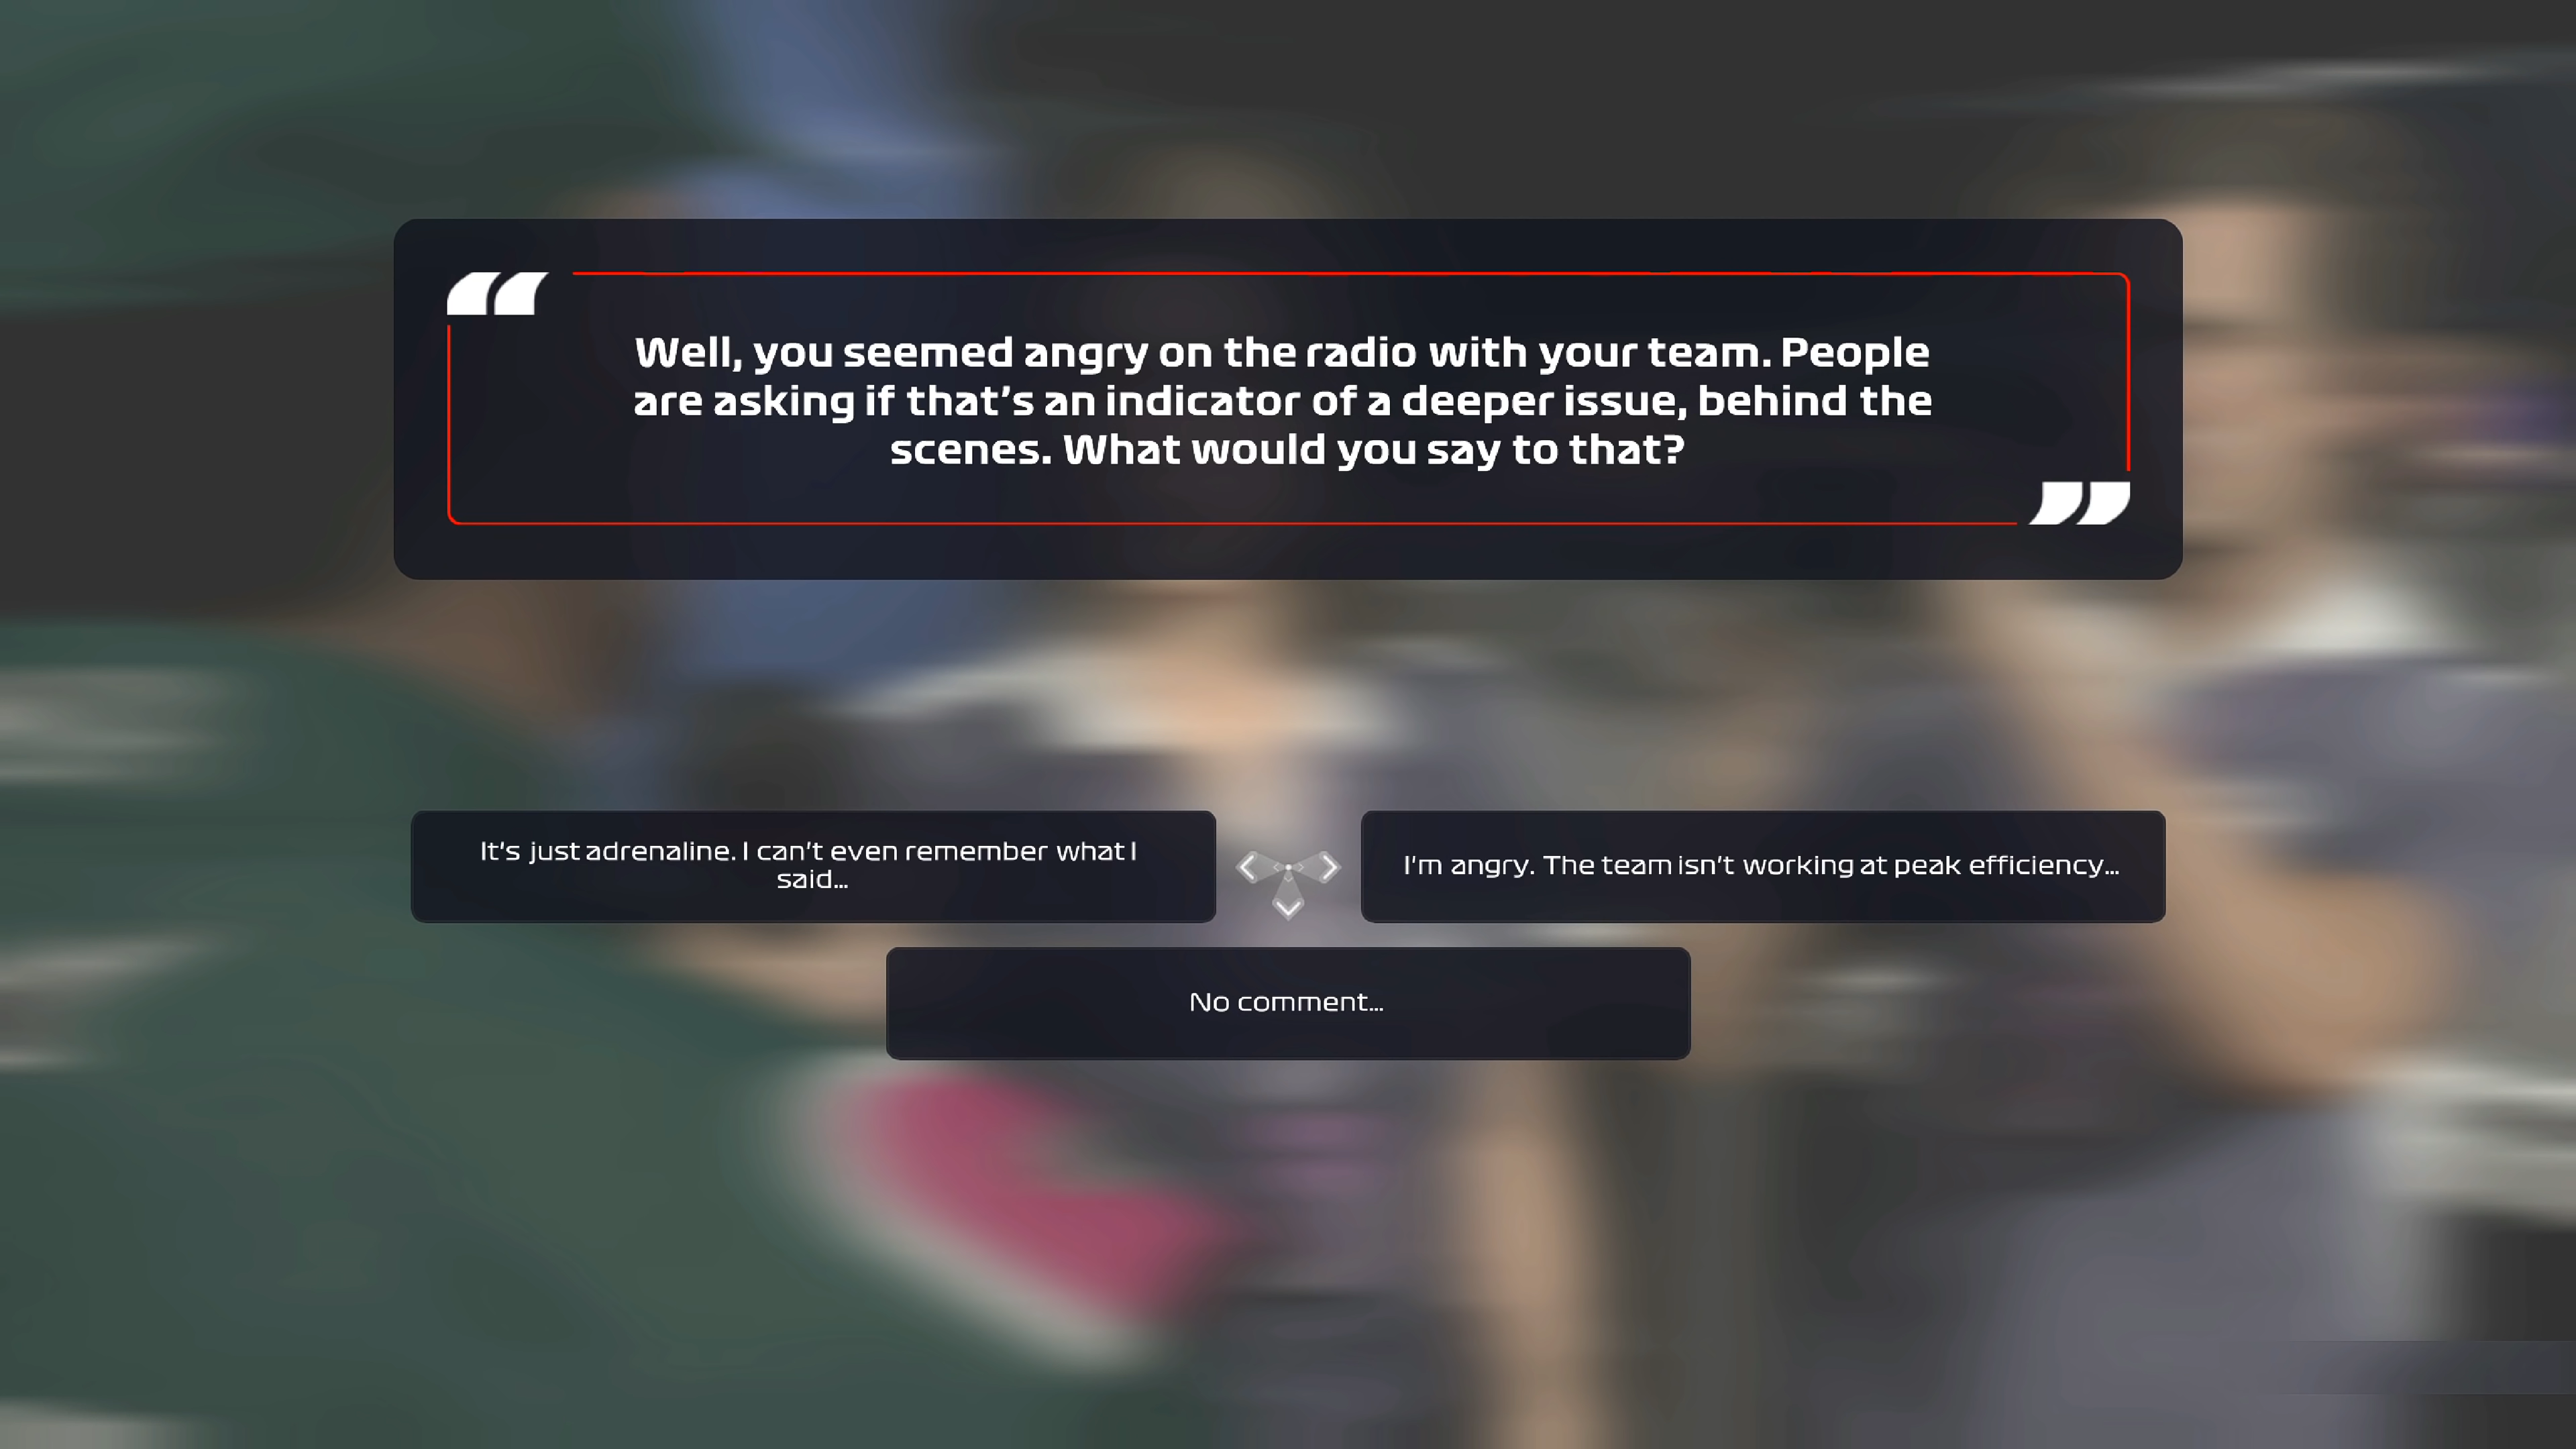 Well, you seemed angry on the radio with your team. People
are asking if that's an indicator of a deeper issue, behind the
scenes. What would you say to that?
It's just adrenaline. I can't even remember what I
said...
I'm angry. The team isn't working at peak efficiency...
No comment...